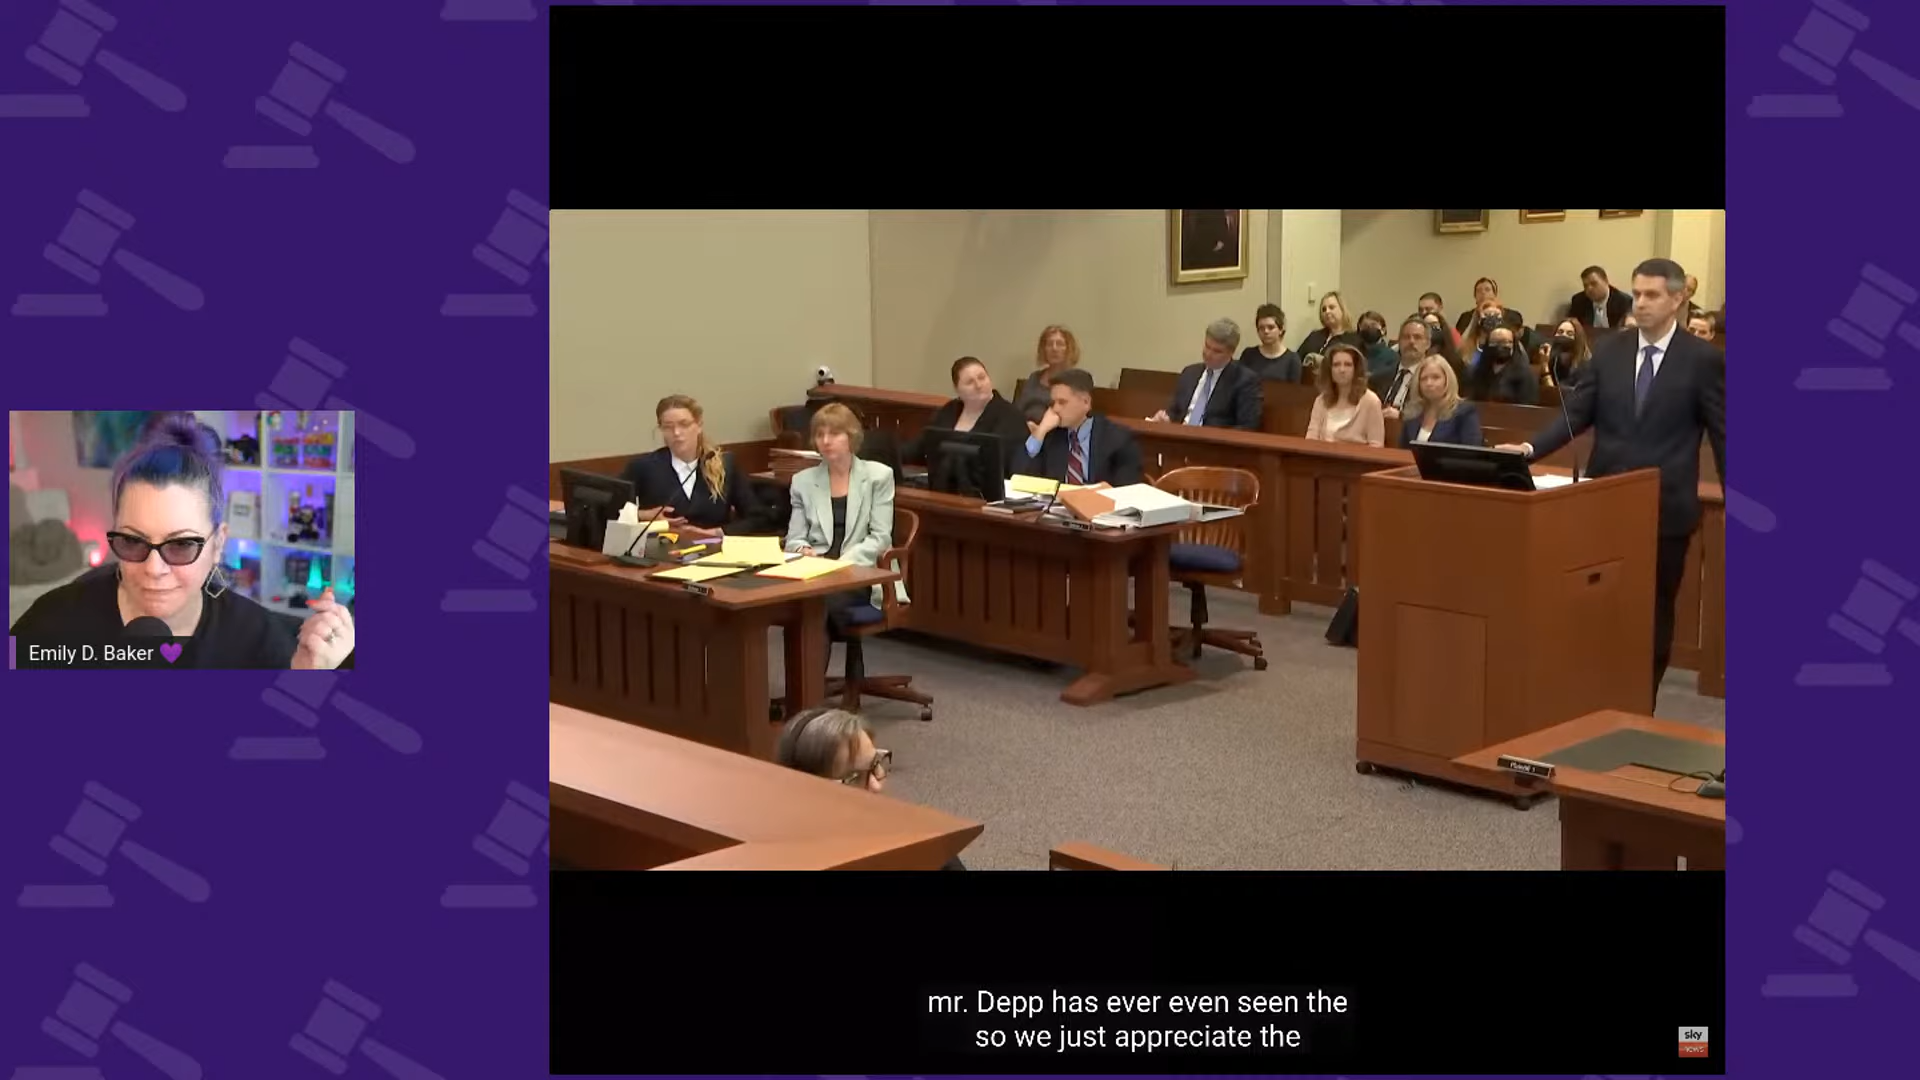 Emily D. Baker 💜
mr. Depp has ever even seen the
so we just appreciate the
sky
news